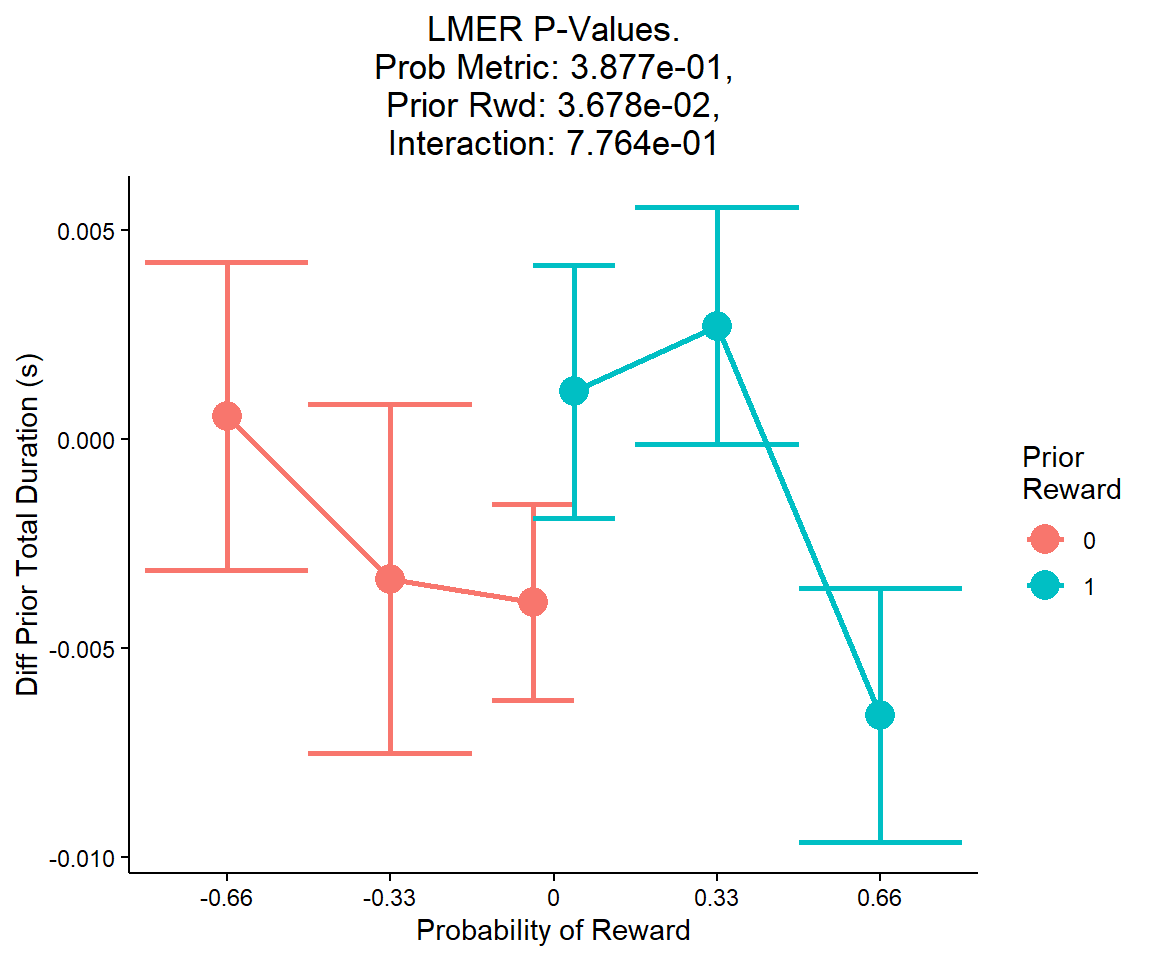 LMER P-Values.
Prob Metric: 3.877e-01,
Prior Rwd: 3.678e-02,
Interaction: 7.764e-01
Diff Prior Total Duration (s)
0.005
0.000
-0.005
-0.010
-0.66
-0.33
0
0.33
0.66
Probability of Reward
Prior
Reward
0
1